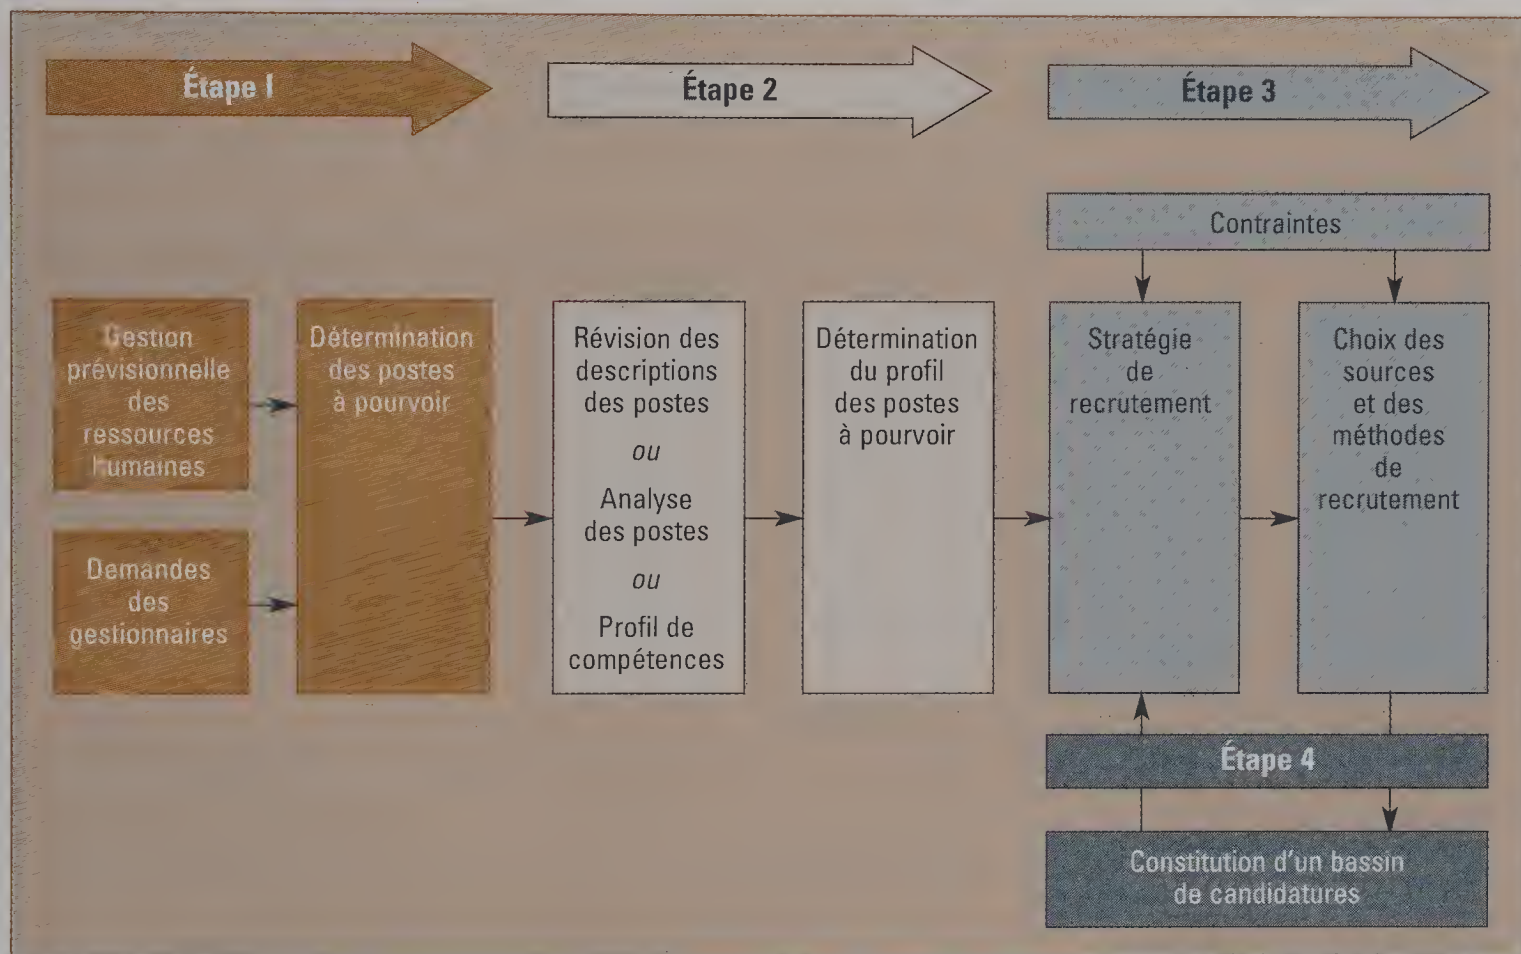 Étape 1
Étape 2
Étape 3
Contraintes
Gestion
prévisionnelle
des
ressources
humaines
Demandes
des
gestionnaires
Détermination
des postes
à pourvoir
Révision des
descriptions
des postes
ou
Analyse
des postes
ou
Profil de
compétences
Détermination
du profil
des postes
à pourvoir
Stratégie
de
recrutement
Choix des
sources
et des
méthodes
de
recrutement
Étape 4
Constitution d'un bassin
de candidatures